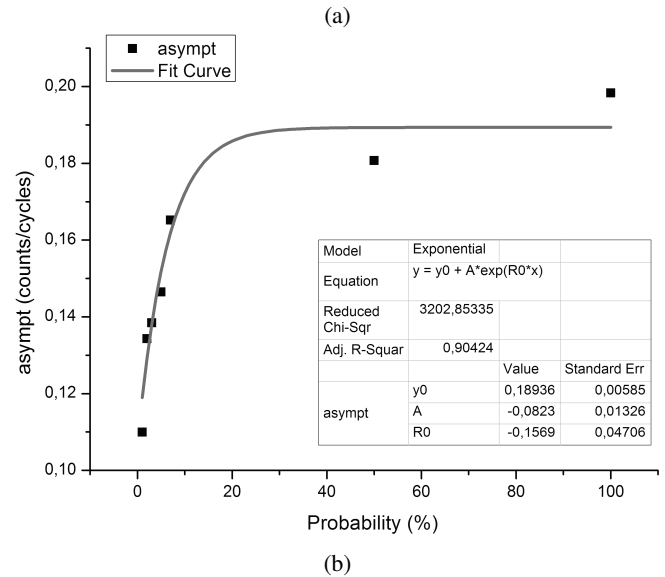 (a)
asympt
Fit Curve
0,20
0,18
0,16
0,14
0,12
0,10
asympt (counts/cycles)
Model Exponential
Equation y = y0 + A*exp(R0*x)
Reduced Chi-Sqr 3202,85335
Adj. R-Squar 0,90424
Value Standard Err
asympt y0 0,18936 0,00585
A -0,0823 0,01326
R0 -0,1569 0,04706
0 20 40 60 80 100
Probability (%)
(b)